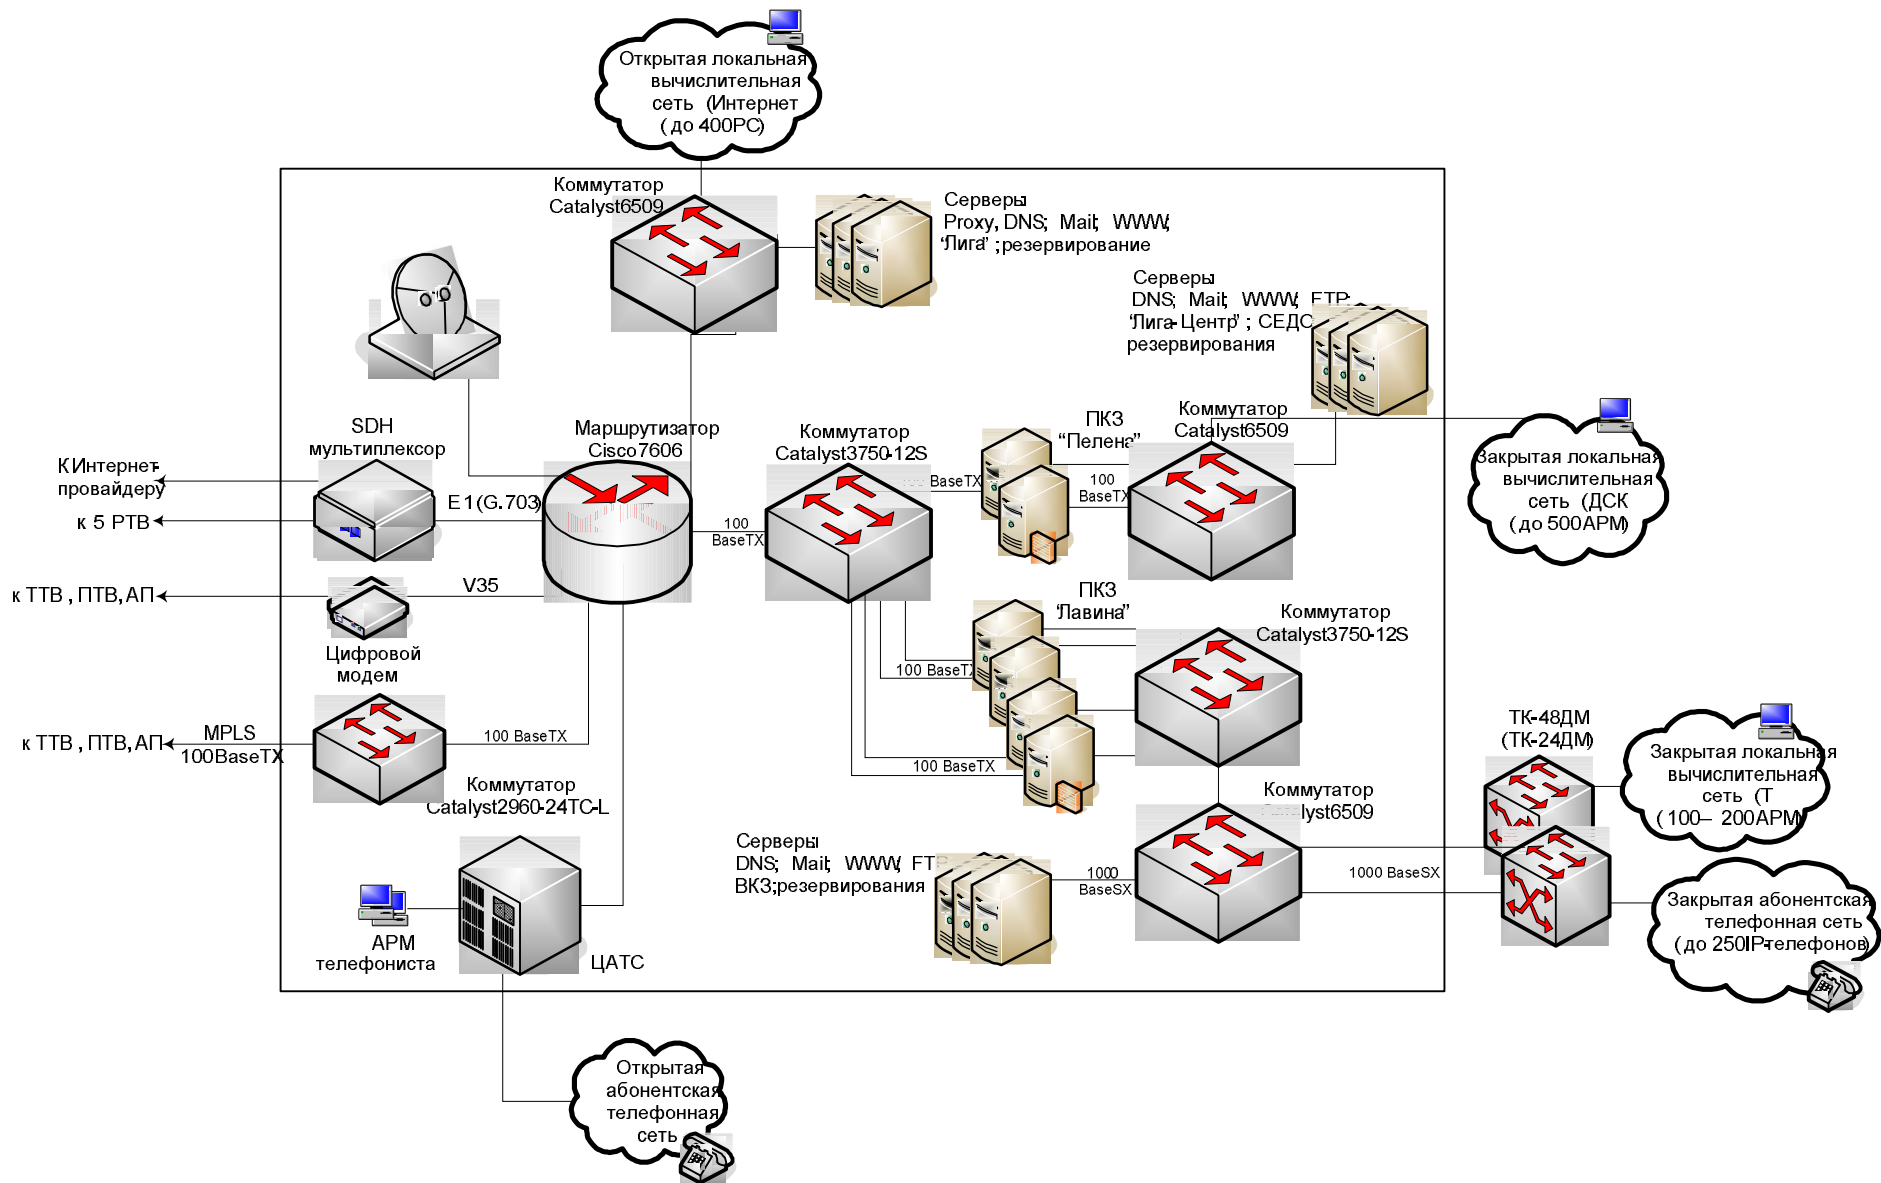 Открытая локальная
вычислительная
сеть (Интернет
(до 400PC)
Коммутатор
Catalyst6509
Серверы:
Proxy, DNS; Mail; WWW;
"Лига"; резервирование
Серверы:
DNS; Mail; WWW; FTP;
"Лига-Центр"; СЕДО
резервирования
SDH
мультиплексор
Маршрутизатор
Cisco7606
Коммутатор
Catalyst3750-12S
ПКЗ
"Пелена"
Коммутатор
Catalyst6509
Закрытая локальная
вычислительная
сеть (ДСК
(до 500АРМ)
К Интернет-
провайдеру
к 5 РТВ
E1(G.703)
BaseTX
100
BaseTX
100
BaseTX
к ТТВ, ПТВ, АП
V35
Цифровой
модем
ПКЗ
"Лавина"
Коммутатор
Catalyst3750-12S
100 BaseTX
к ТТВ, ПТВ, АП
MPLS
100BaseTX
100 BaseTX
100 BaseTX
Коммутатор
Catalyst2960-24TC-L
ТК-48ДМ
(ТК-24ДМ)
Закрытая локальная
вычислительная
сеть (Т
(100– 200АРМ)
Коммутатор
Catalyst6509
Серверы:
DNS; Mail; WWW; FTP
ВКЗ;резервирования
1000
BaseSX
1000 BaseSX
Закрытая абонентская
телефонная сеть
(до 250IP-телефонов)
АРМ
телефониста
ЦАТС
Открытая
абонентская
телефонная
сеть